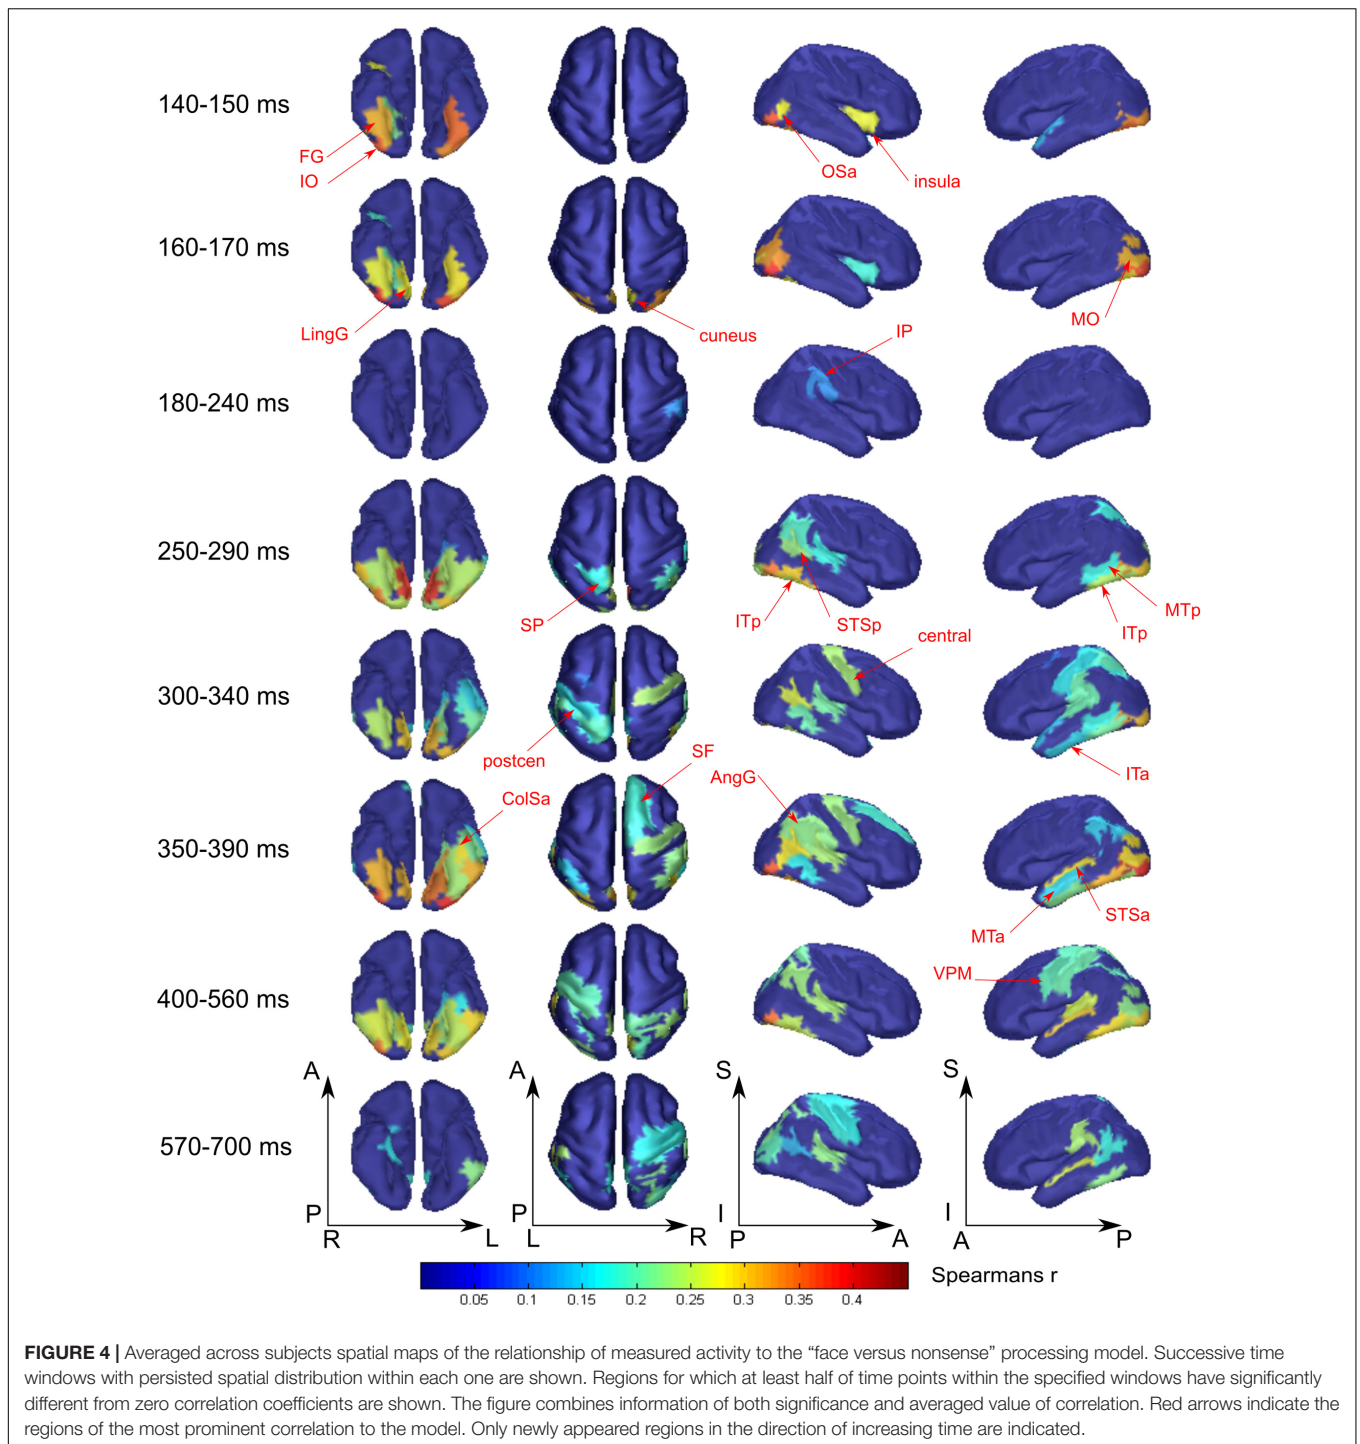 140-150 ms
FG
IO
OSa
insula
160-170 ms
LingG
cuneus
MO
180-240 ms
IP
250-290 ms
SP
ITp
STSp
MTp
ITp
300-340 ms
central
postcen
ITa
350-390 ms
ColSa
SF
AngG
MTa
STSa
400-560 ms
VPM
570-700 ms
A
P
R
L
A
P
L
R
S
I
P
A
S
I
A
P
0.05 0.1 0.15 0.2 0.25 0.3 0.35 0.4
Spearmans r
FIGURE 4 | Averaged across subjects spatial maps of the relationship of measured activity to the “face versus nonsense” processing model. Successive time
windows with persisted spatial distribution within each one are shown. Regions for which at least half of time points within the specified windows have significantly
different from zero correlation coefficients are shown. The figure combines information of both significance and averaged value of correlation. Red arrows indicate the
regions of the most prominent correlation to the model. Only newly appeared regions in the direction of increasing time are indicated.